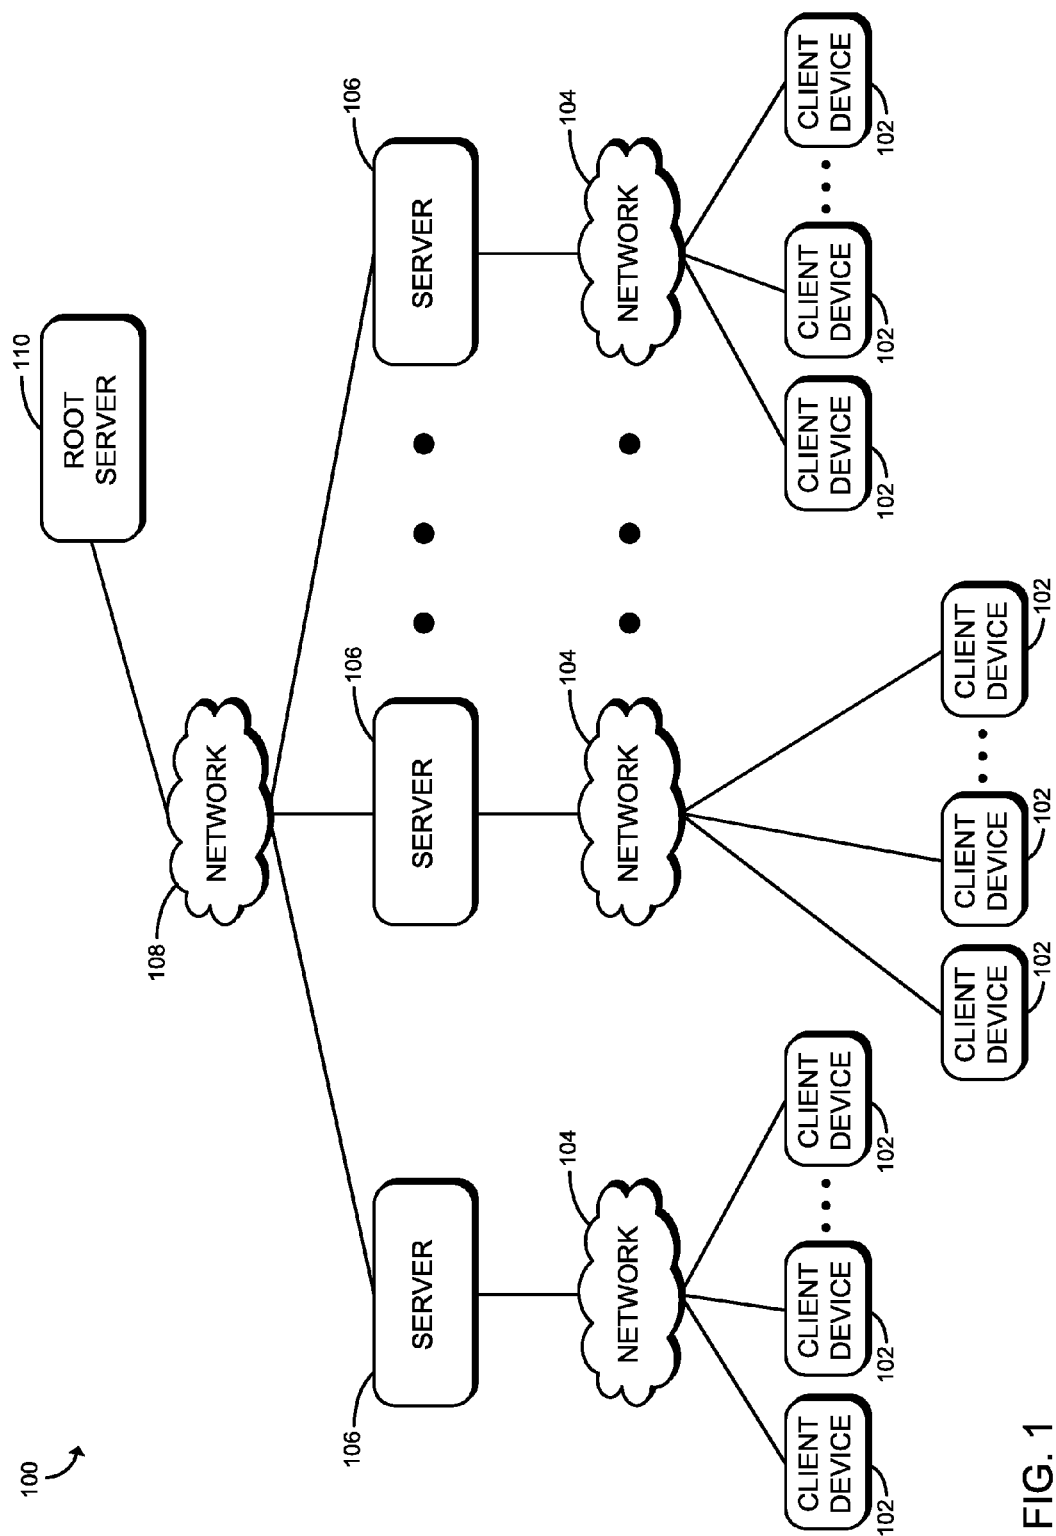 100
ROOT
SERVER
110
NETWORK
108
SERVER
106
SERVER
106
SERVER
106
NETWORK
104
NETWORK
104
NETWORK
104
CLIENT
DEVICE
102
CLIENT
DEVICE
102
CLIENT
DEVICE
102
CLIENT
DEVICE
102
CLIENT
DEVICE
102
CLIENT
DEVICE
102
CLIENT
DEVICE
102
CLIENT
DEVICE
102
CLIENT
DEVICE
102
FIG. 1